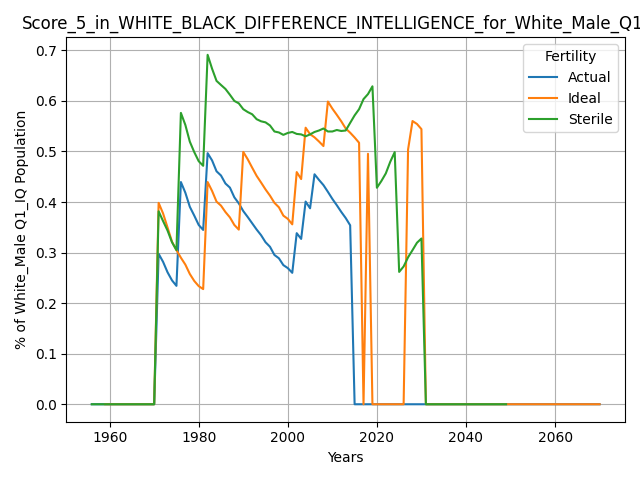 Score_5_in_WHITE_BLACK_DIFFERENCE_INTELLIGENCE_for_White_Male_Q1
Fertility
Actual
Ideal
Sterile
% of White_Male Q1_IQ Population
0.7
0.6
0.5
0.4
0.3
0.2
0.1
0.0
1960 1980 2000 2020 2040 2060
Years